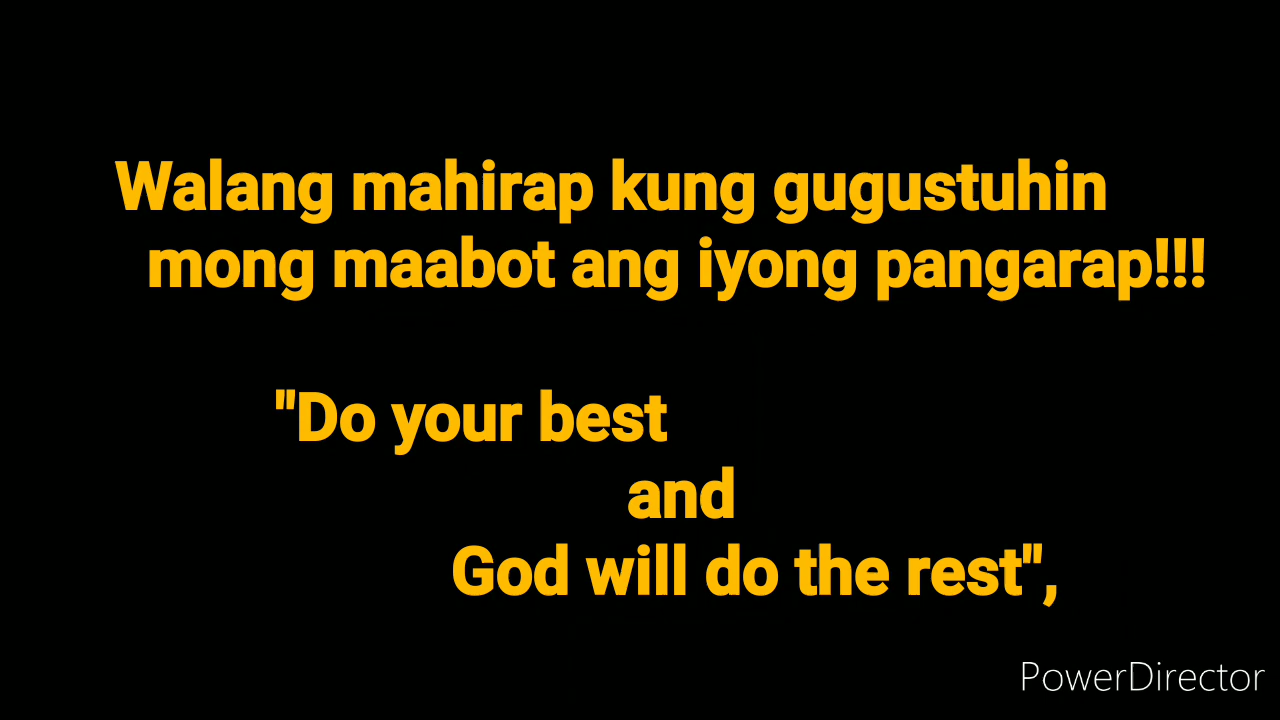 Walang mahirap kung gugustuhin
mong maabot ang iyong pangarap!!!
"Do your best
and
God will do the rest",
PowerDirector